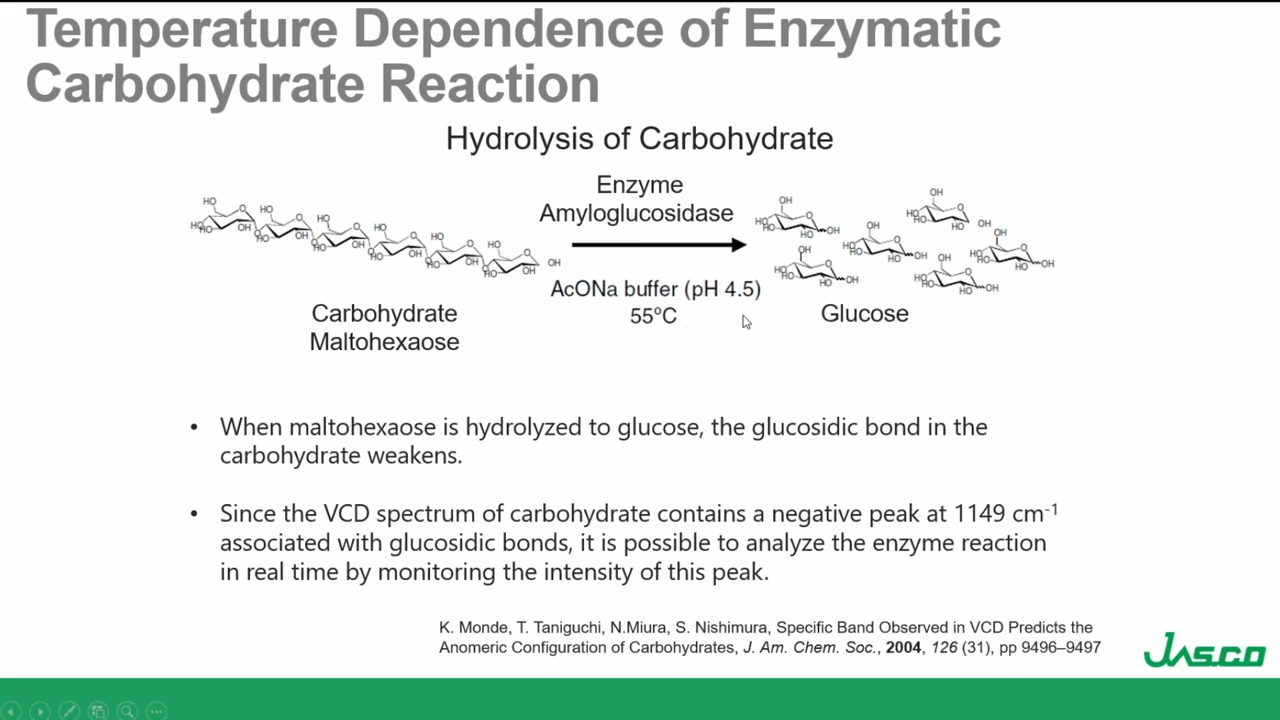 Temperature Dependence of Enzymatic
Carbohydrate Reaction
Hydrolysis of Carbohydrate
Enzyme
Amyloglucosidase
AcONa buffer (pH 4.5)
55°C
Carbohydrate
Maltohexaose
Glucose
• When maltohexaose is hydrolyzed to glucose, the glucosidic bond in the
carbohydrate weakens.
• Since the VCD spectrum of carbohydrate contains a negative peak at 1149 cm-1
associated with glucosidic bonds, it is possible to analyze the enzyme reaction
in real time by monitoring the intensity of this peak.
K. Monde, T. Taniguchi, N.Miura, S. Nishimura, Specific Band Observed in VCD Predicts the
Anomeric Configuration of Carbohydrates, J. Am. Chem. Soc., 2004, 126 (31), pp 9496–9497
JASCO